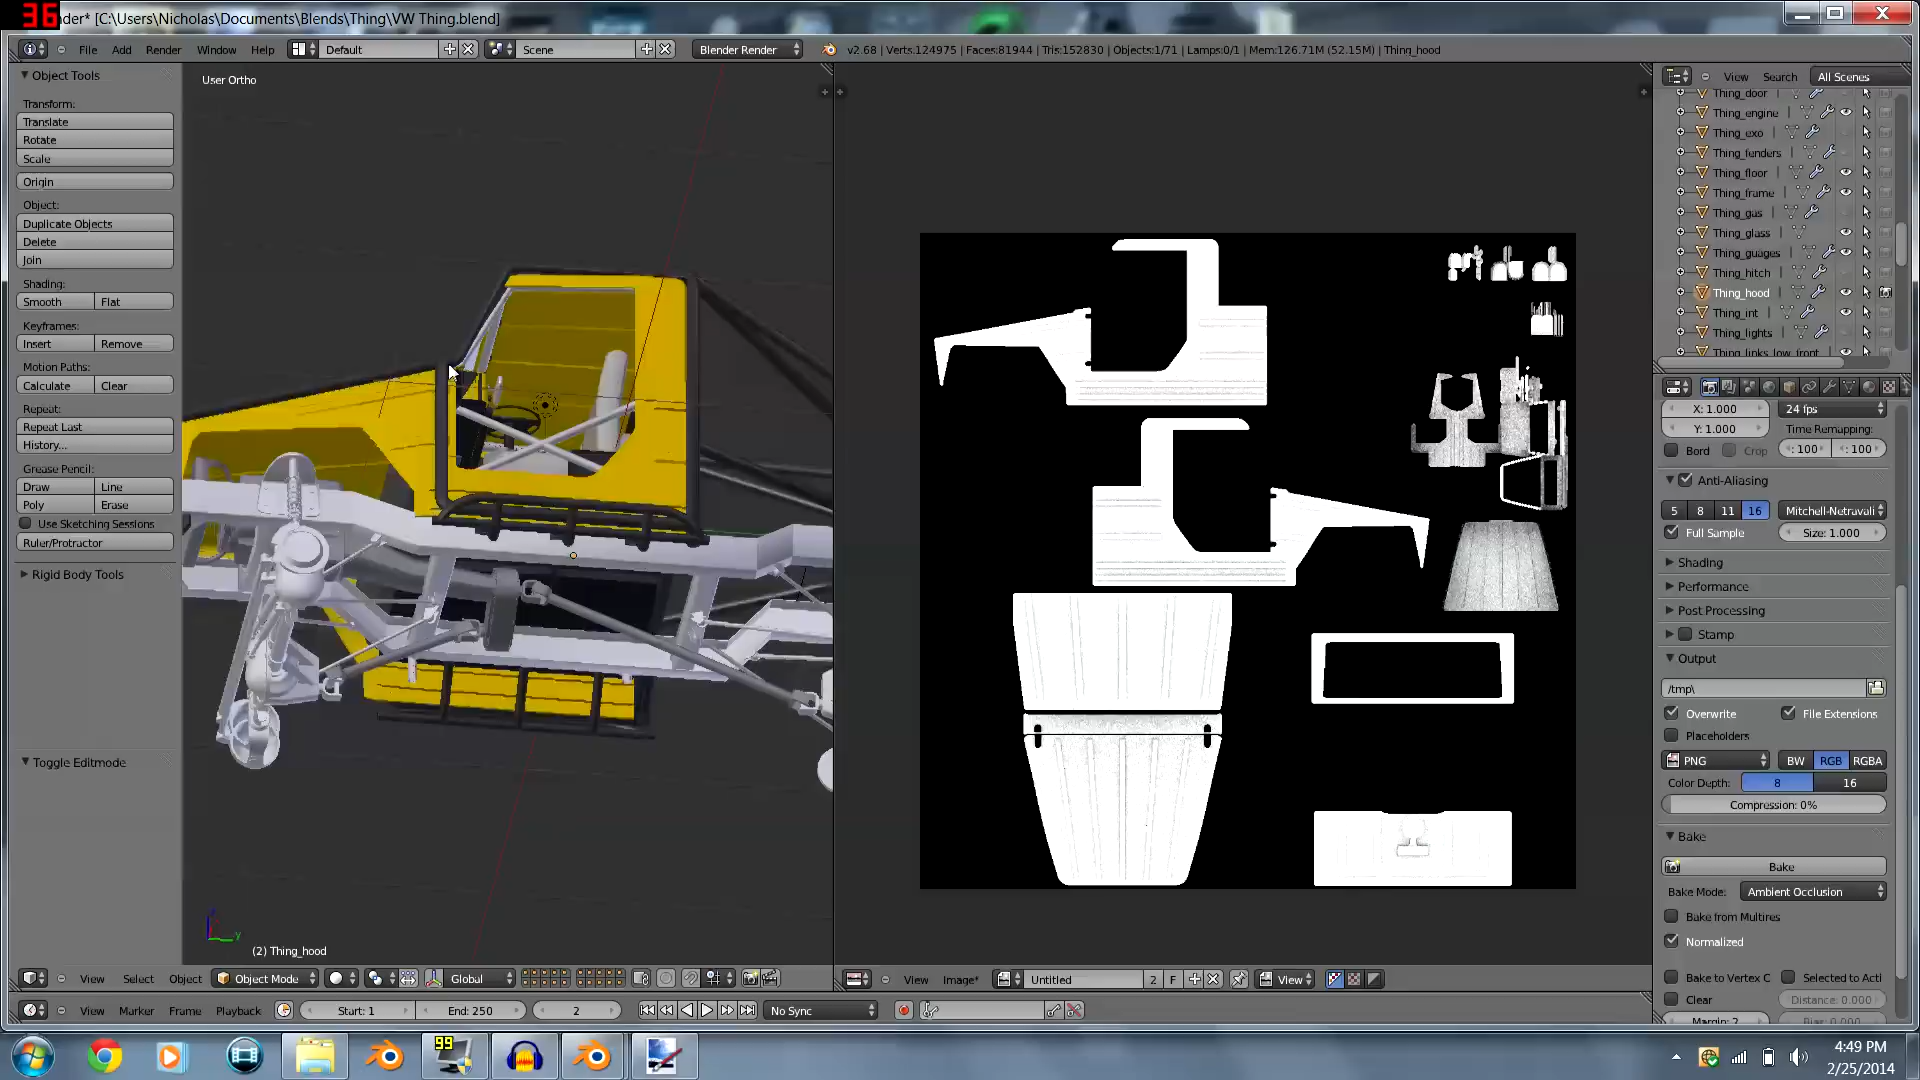 36
nder* [C:\Users\Nicholas\Documents\Blends\Thing\VW Thing.blend]
File Add Render Window Help Default Scene Blender Render v2.68 | Verts:124975 | Faces:81944 | Tris:152830 | Objects:1/71 | Lamps:0/1 | Mem:126.71M (52.15M) | Thing_hood
Object Tools
Transform:
Translate
Rotate
Scale
Origin
Object:
Duplicate Objects
Delete
Join
Shading:
Smooth Flat
Keyframes:
Insert Remove
Motion Paths:
Calculate Clear
Repeat:
Repeat Last
History...
Grease Pencil:
Draw Line
Poly Erase
Use Sketching Sessions
Ruler/Protractor
Rigid Body Tools
Toggle Editmode
User Ortho
(2) Thing_hood
View Select Object Object Mode Global
View Image* Untitled 2 F View
View Marker Frame Playback Start: 1 End: 250 2 No Sync
View Search All Scenes
Thing_door
Thing_engine
Thing_exo
Thing_fenders
Thing_floor
Thing_frame
Thing_gas
Thing_glass
Thing_guages
Thing_hitch
Thing_hood
Thing_int
Thing_lights
Thing_links_low_front
X: 1.000 24 fps
Y: 1.000 Time Remapping:
Bord Crop : 100 : 100
Anti-Aliasing
5 8 11 16 Mitchell-Netravali
Full Sample Size: 1.000
Shading
Performance
Post Processing
Stamp
Output
/tmp\
Overwrite File Extensions
Placeholders
PNG BW RGB RGBA
Color Depth: 8 16
Compression: 0%
Bake
Bake
Bake Mode: Ambient Occlusion
Bake from Multires
Normalized
Bake to Vertex C Selected to Acti
Clear Distance: 0.000
Margin: 2 Bias: 0.000
99
4:49 PM
2/25/2014